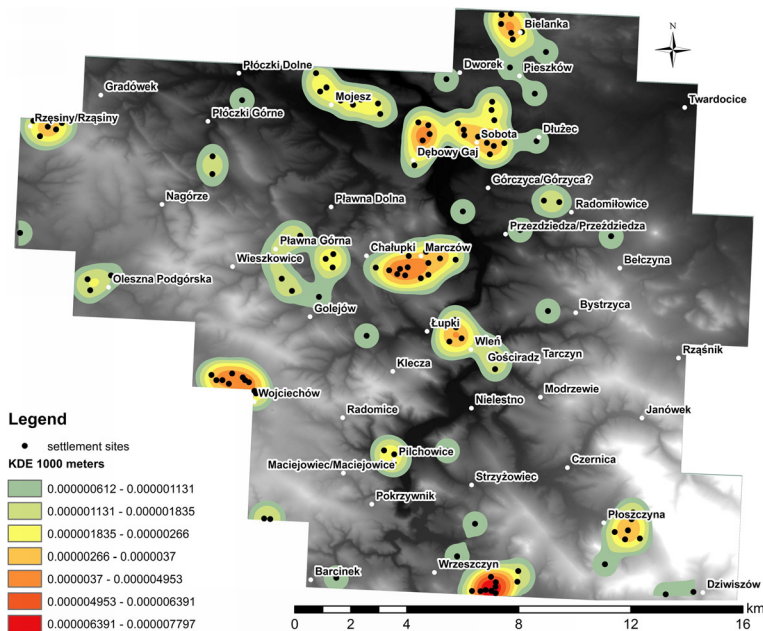 N
Bielanka
Dworek
Pieszków
Płóczki Dolne
Gradówek
Mojesz
Twardocice
Rzęsiny/Rząsiny
Płóczki Górne
Sobota
Dłużec
Dębowy Gaj
Górczyca/Górzyca?
Nagórze
Pławna Dolna
Radomiłowice
Przezdziedza/Przeździedza
Pławna Górna
Chałupki
Marczów
Wieszkowice
Bełczyna
Oleszna Podgórska
Golejów
Bystrzyca
Łupki
Wleń
Rząśnik
Gościradz
Tarczyn
Klecza
Wojciechów
Modrzewie
Nielestno
Radomice
Janówek
Pilchowice
Maciejowiec/Maciejowice
Czernica
Strzyżowiec
Pokrzywnik
Płoszczyna
Barcinek
Wrzeszczyn
Dziwiszów
Legend
settlement sites
KDE 1000 meters
0.000000612 - 0.000001131
0.000001131 - 0.000001835
0.000001835 - 0.00000266
0.00000266 - 0.0000037
0.0000037 - 0.000004953
0.000004953 - 0.000006391
0.000006391 - 0.000007797
0 2 4 8 12 16 km